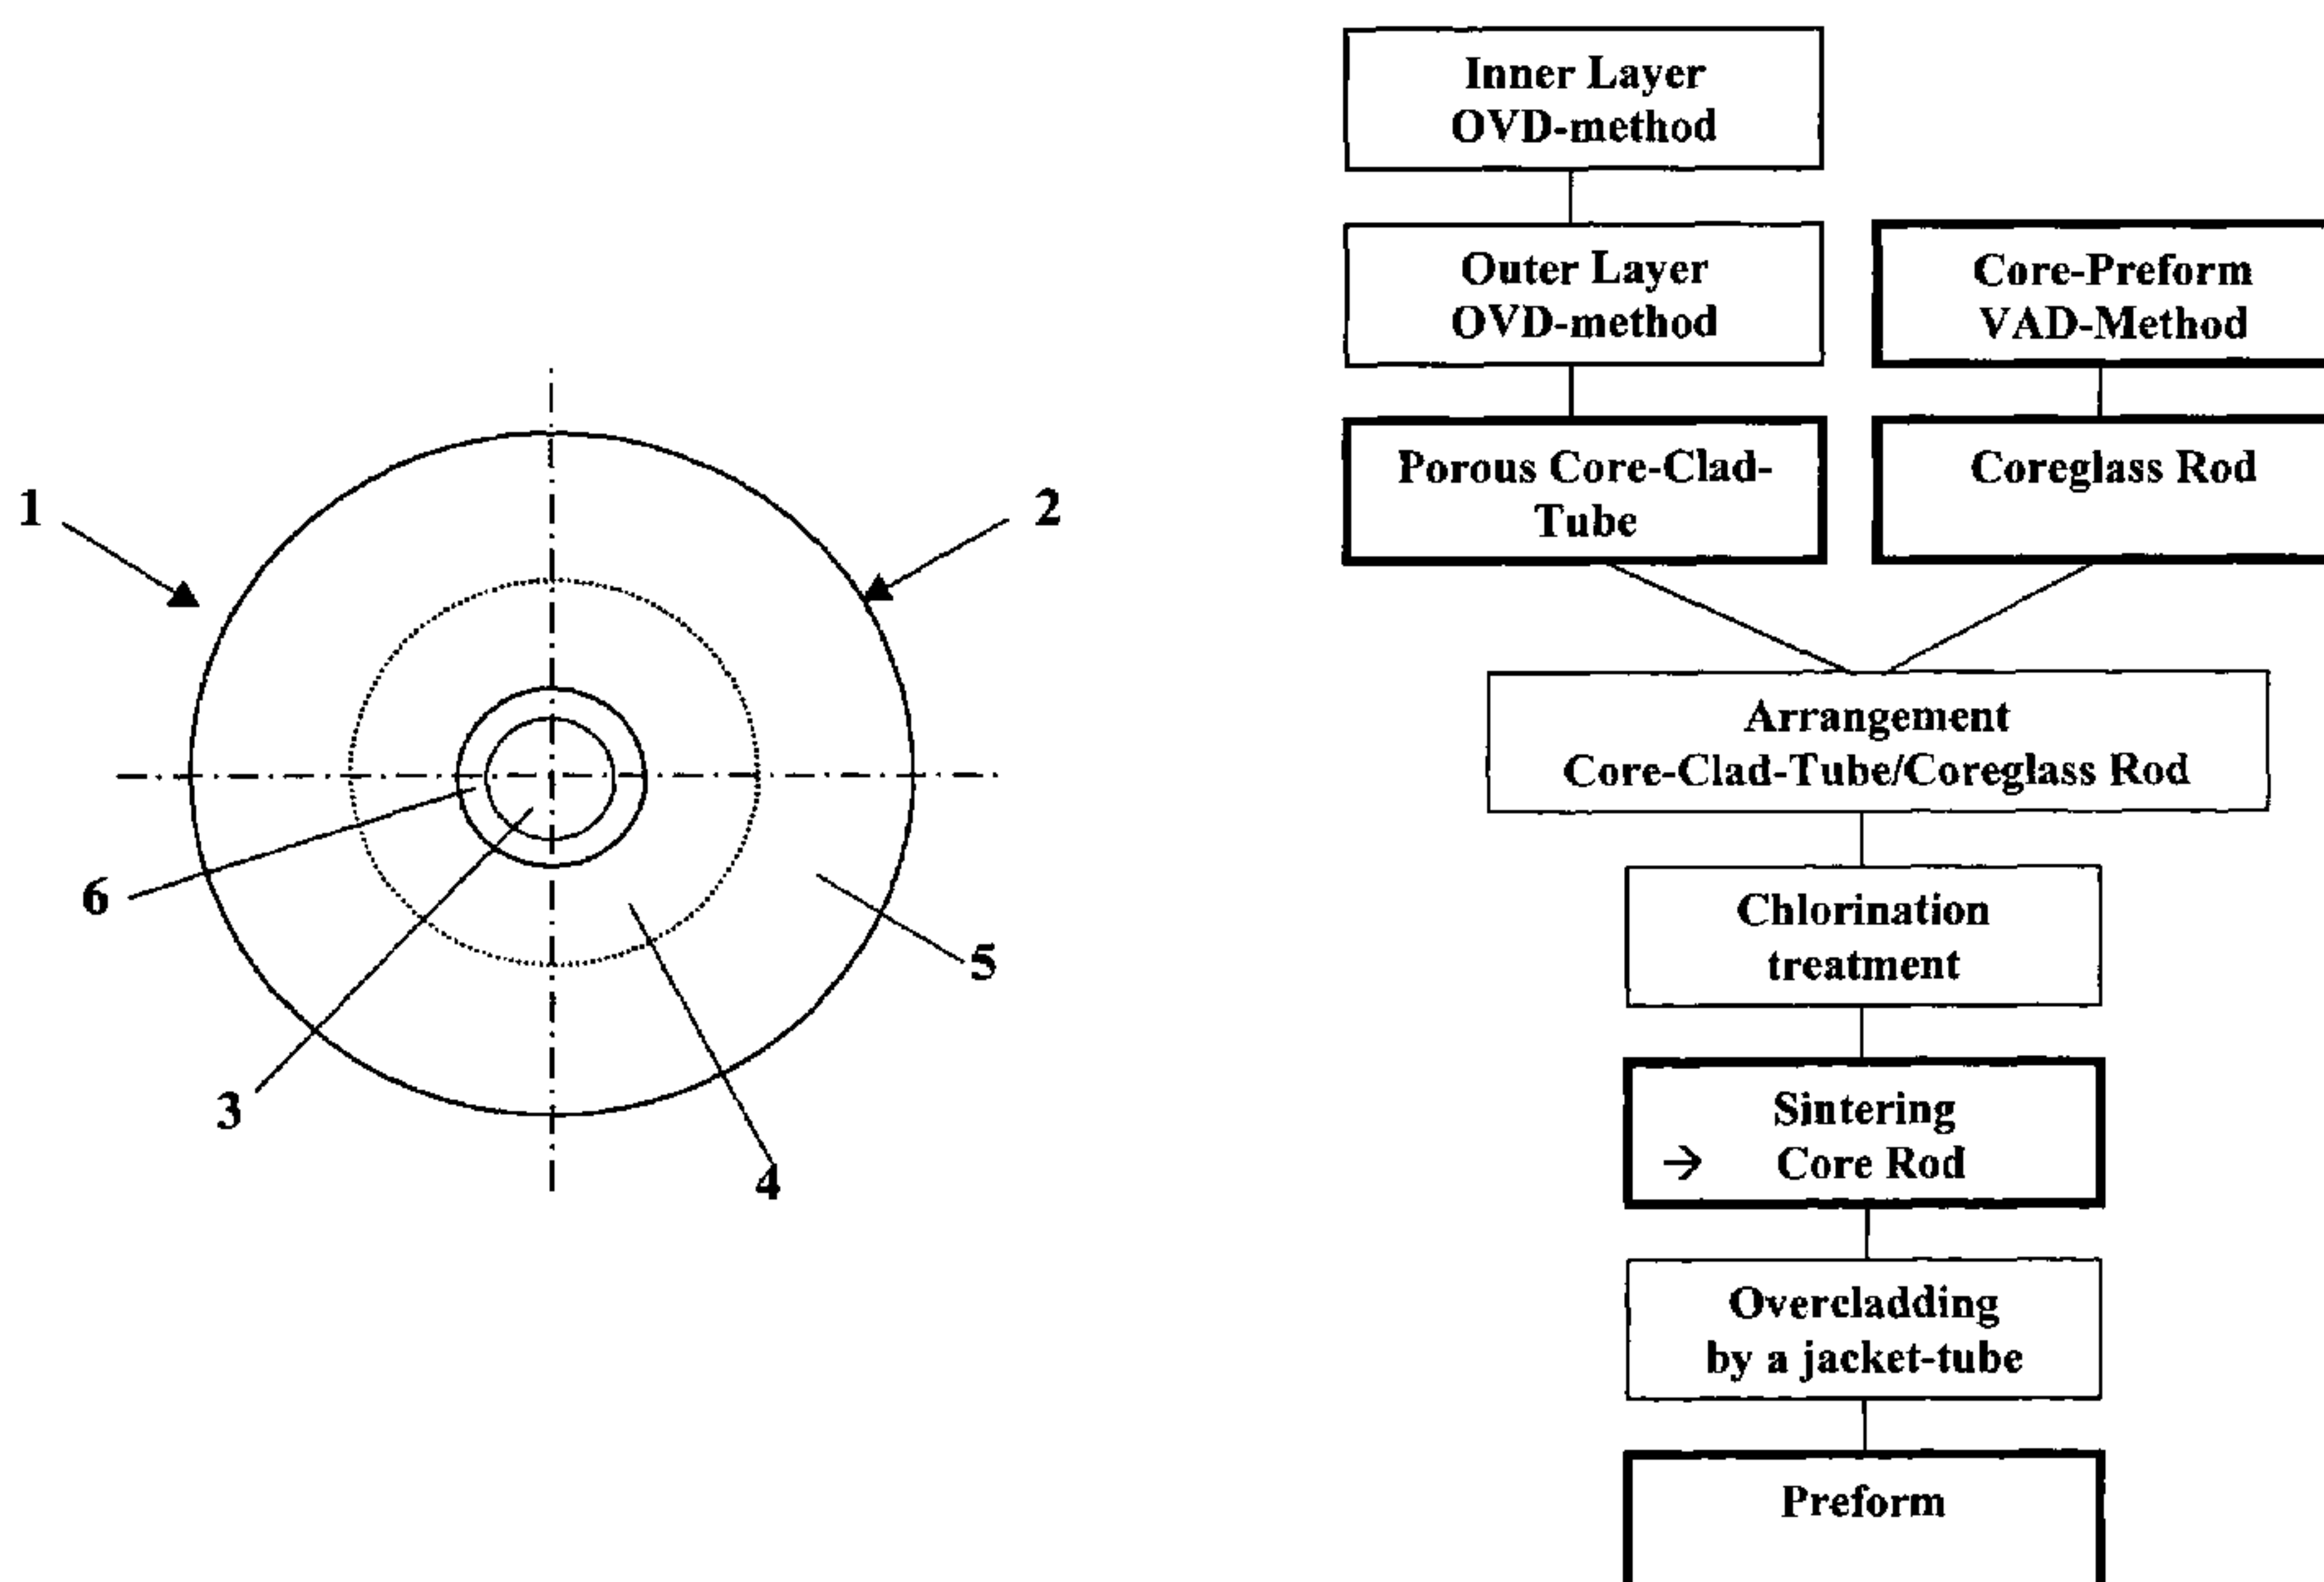 1
2
3
4
5
6
Inner Layer
OVD-method
Outer Layer
OVD-method
Core-Preform
VAD-Method
Porous Core-Clad-
Tube
Coreglass Rod
Arrangement
Core-Clad-Tube/Coreglass Rod
Chlorination
treatment
Sintering
→ Core Rod
Overcladding
by a jacket-tube
Preform